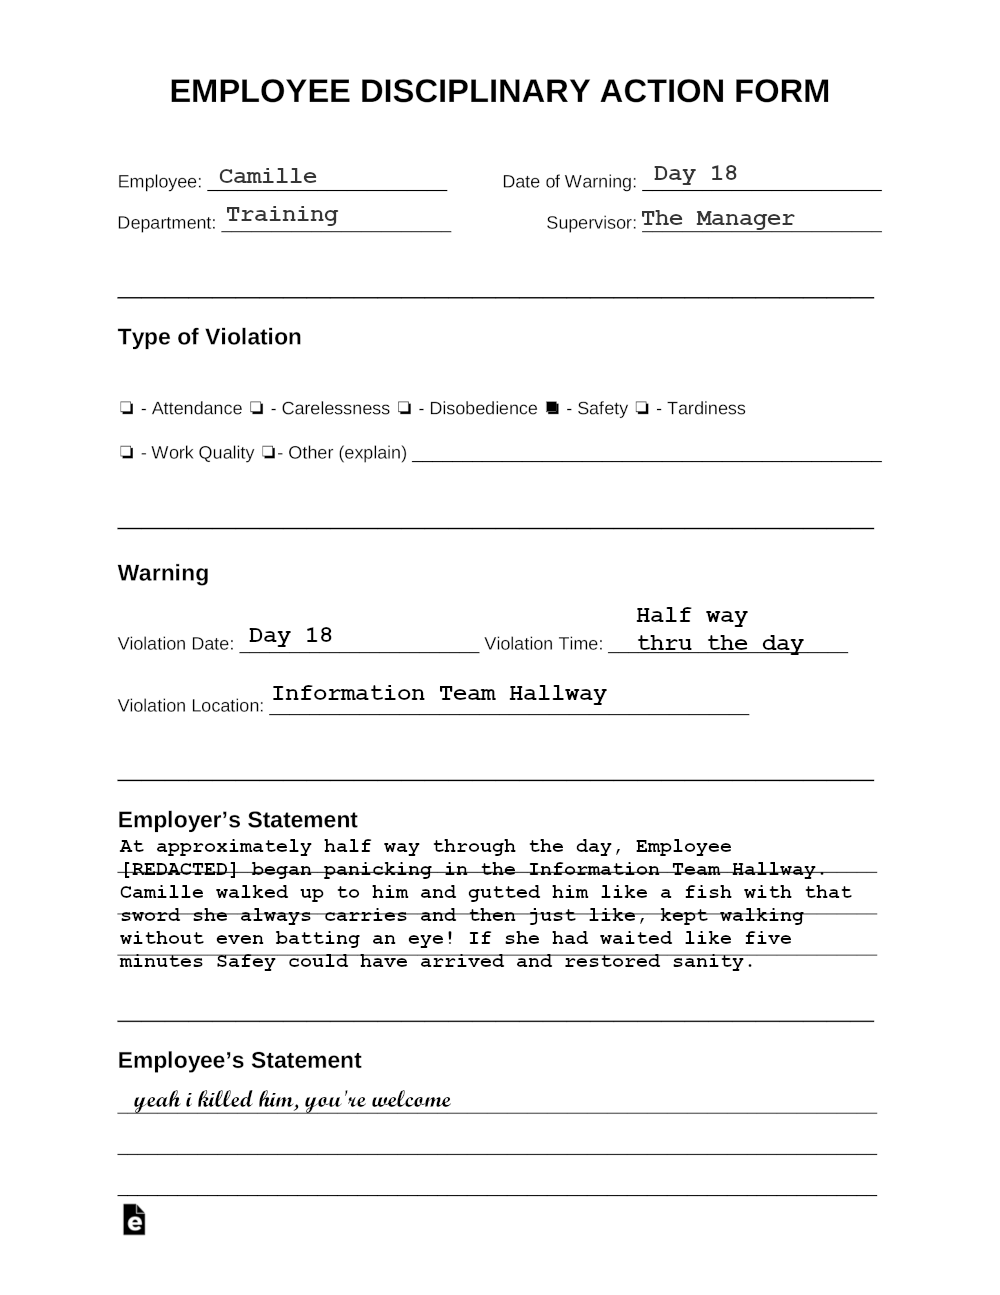 EMPLOYEE DISCIPLINARY ACTION FORM
Employee: Camille Date of Warning: Day 18
Department: Training Supervisor: The Manager
Type of Violation
❏ - Attendance ❏ - Carelessness ❏ - Disobedience ■ - Safety ❏ - Tardiness
❏ - Work Quality ❏- Other (explain)
Warning
Violation Date: Day 18 Violation Time: Half way
thru the day
Violation Location: Information Team Hallway
Employer’s Statement
At approximately half way through the day, Employee
[REDACTED] began panicking in the Information Team Hallway.
Camille walked up to him and gutted him like a fish with that
sword she always carries and then just like, kept walking
without even batting an eye! If she had waited like five
minutes Safey could have arrived and restored sanity.
Employee’s Statement
yeah i killed him, you're welcome
e